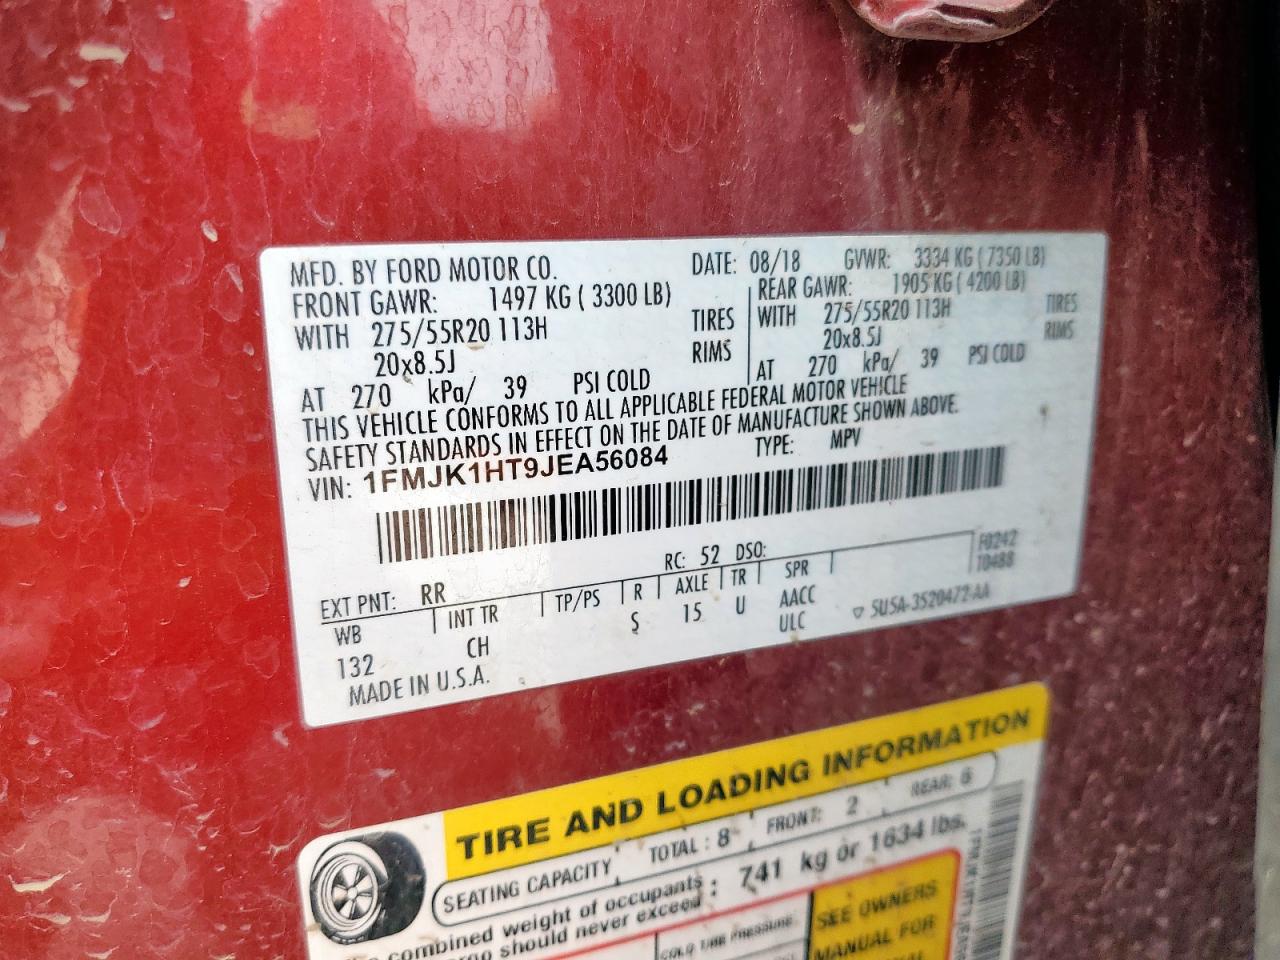 MFD. BY FORD MOTOR CO. DATE: 08/18 GVWR: 3334 KG ( 7350 LB)
FRONT GAWR: 1497 KG ( 3300 LB) REAR GAWR: 1905 KG ( 4200 LB)
WITH 275/55R20 113H TIRES WITH 275/55R20 113H TIRES
20x8.5J RIMS 20x8.5J RIMS
AT 270 kPa/ 39 PSI COLD AT 270 kPa/ 39 PSI COLD
THIS VEHICLE CONFORMS TO ALL APPLICABLE FEDERAL MOTOR VEHICLE
SAFETY STANDARDS IN EFFECT ON THE DATE OF MANUFACTURE SHOWN ABOVE.
VIN: 1FMJK1HT9JEA56084 TYPE: MPV
EXT PNT: RR RC: 52 DSO: F0242
WB INT TR TP/PS R AXLE TR SPR T0488
132 CH S 15 U AACC
ULC ▽ SU5A-3520472-AA
MADE IN U.S.A.
TIRE AND LOADING INFORMATION
SEATING CAPACITY TOTAL : 8 FRONT: 2 REAR: 6
combined weight of occupants
should never exceed : 741 kg or 1634 lbs.
COLD TIRE PRESSURE
SEE OWNERS
MANUAL FOR